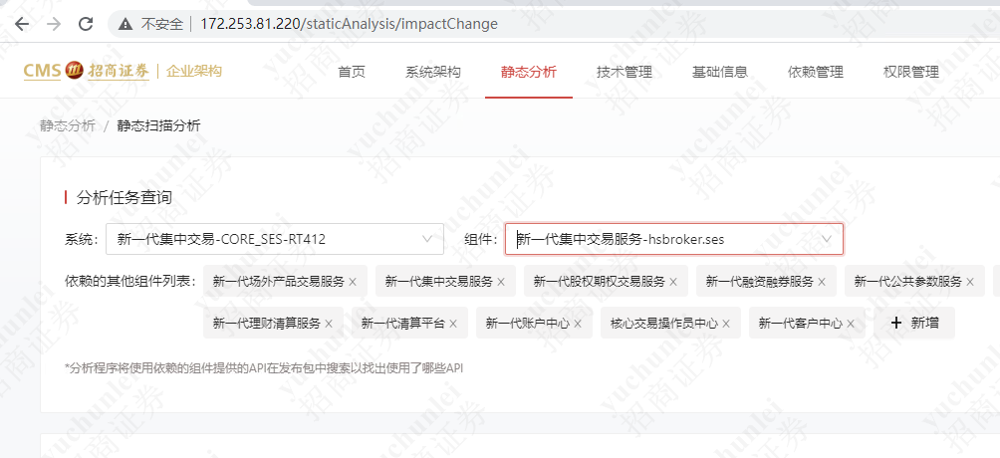 不安全 172.253.81.220/staticAnalysis/impactChange
CMS 招商证券 企业架构 首页 系统架构 静态分析 技术管理 基础信息 依赖管理 权限管理
静态分析 / 静态扫描分析
分析任务查询
系统: 新一代集中交易-CORE_SES-RT412 组件: 新一代集中交易服务-hsbroker.ses
依赖的其他组件列表: 新一代场外产品交易服务 × 新一代集中交易服务 × 新一代股权期权交易服务 × 新一代融资融券服务 × 新一代公共参数服务 ×
新一代理财清算服务 × 新一代清算平台 × 新一代账户中心 × 核心交易操作员中心 × 新一代客户中心 × + 新增
*分析程序将使用依赖的组件提供的API在发布包中搜索以找出使用了哪些API
yuchunlei
招商证券